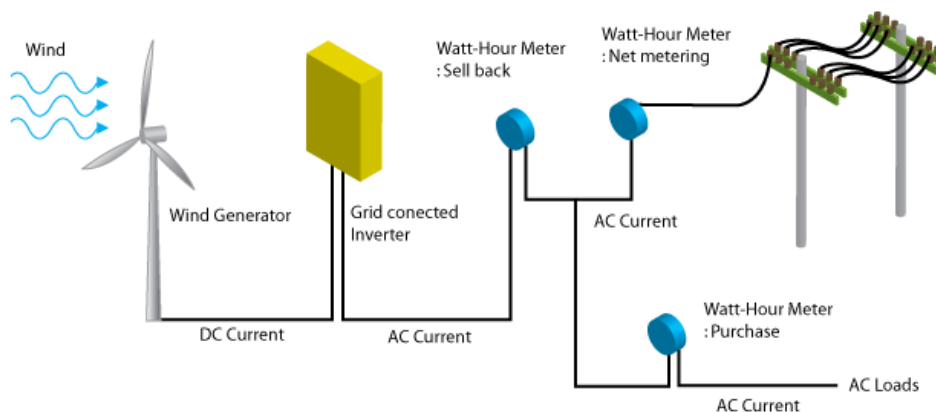 Wind
Watt-Hour Meter
: Sell back
Watt-Hour Meter
: Net metering
Wind Generator
Grid conected
Inverter
AC Current
DC Current
AC Current
Watt-Hour Meter
: Purchase
AC Loads
AC Current